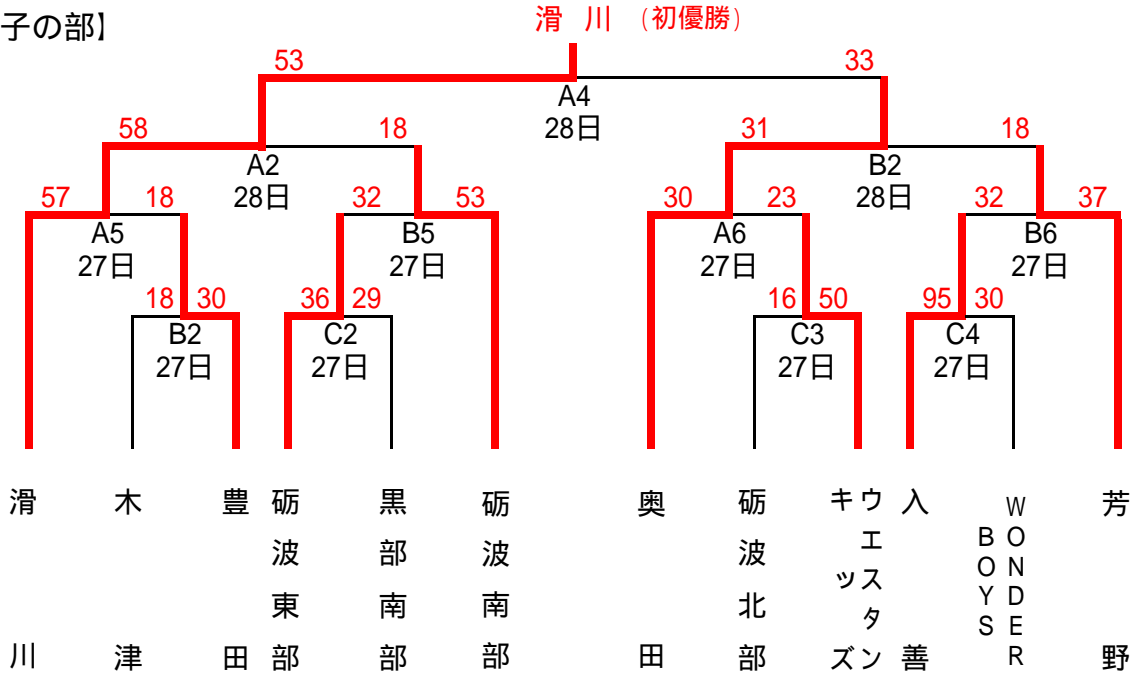 子の部】
滑 川 (初優勝)
53 33
A4
28日
58 18 31 18
A2 B2
28日 28日
57 18 32 53 30 23 32 37
A5 B5 A6 B6
27日 27日 27日 27日
18 30 36 29 16 50 95 30
B2 C2 C3 C4
27日 27日 27日 27日
滑川
木津
豊田
砺波東部
黒部南部
砺波南部
奥田
砺波北部
ウエスタン
キッズ
入善
WONDER
BOYS
芳野